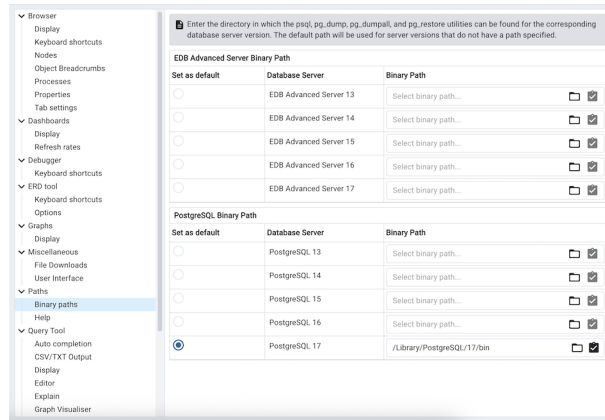 Browser
Display
Keyboard shortcuts
Nodes
Object Breadcrumbs
Processes
Properties
Tab settings
Dashboards
Display
Refresh rates
Debugger
Keyboard shortcuts
ERD tool
Keyboard shortcuts
Options
Graphs
Display
Miscellaneous
File Downloads
User Interface
Paths
Binary paths
Help
Query Tool
Auto completion
CSV/TXT Output
Display
Editor
Explain
Graph Visualiser
Enter the directory in which the psql, pg_dump, pg_dumpall, and pg_restore utilities can be found for the corresponding
database server version. The default path will be used for server versions that do not have a path specified.
EDB Advanced Server Binary Path
Set as default Database Server Binary Path
EDB Advanced Server 13 Select binary path...
EDB Advanced Server 14 Select binary path...
EDB Advanced Server 15 Select binary path...
EDB Advanced Server 16 Select binary path...
EDB Advanced Server 17 Select binary path...
PostgreSQL Binary Path
Set as default Database Server Binary Path
PostgreSQL 13 Select binary path...
PostgreSQL 14 Select binary path...
PostgreSQL 15 Select binary path...
PostgreSQL 16 Select binary path...
PostgreSQL 17 /Library/PostgreSQL/17/bin